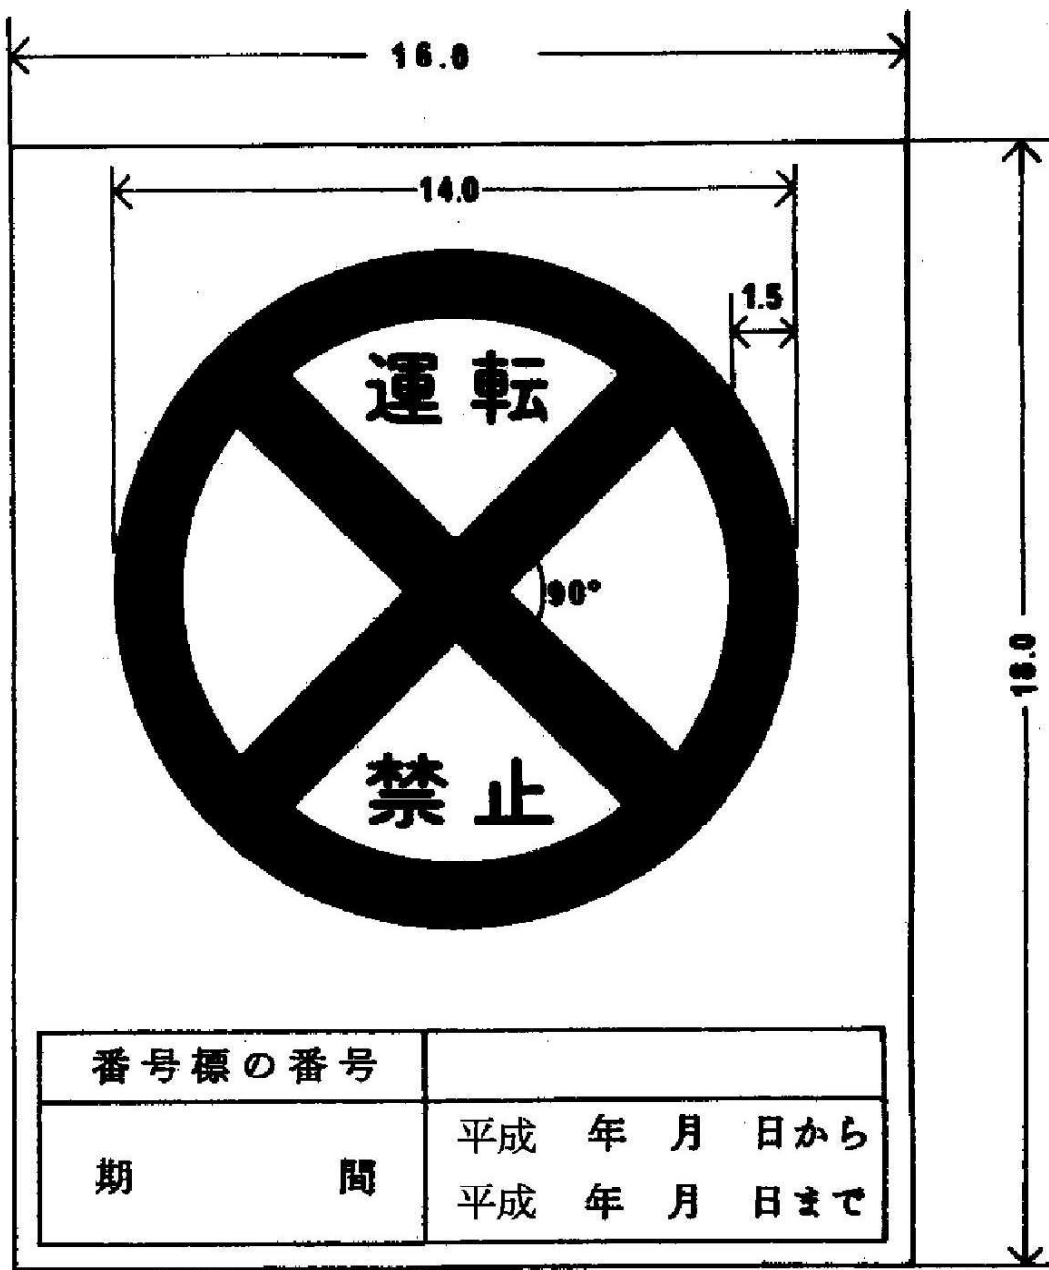 16.0
14.0
1.5
運転
90°
18.0
禁止
番号標の番号
期間
平成 年 月 日から
平成 年 月 日まで